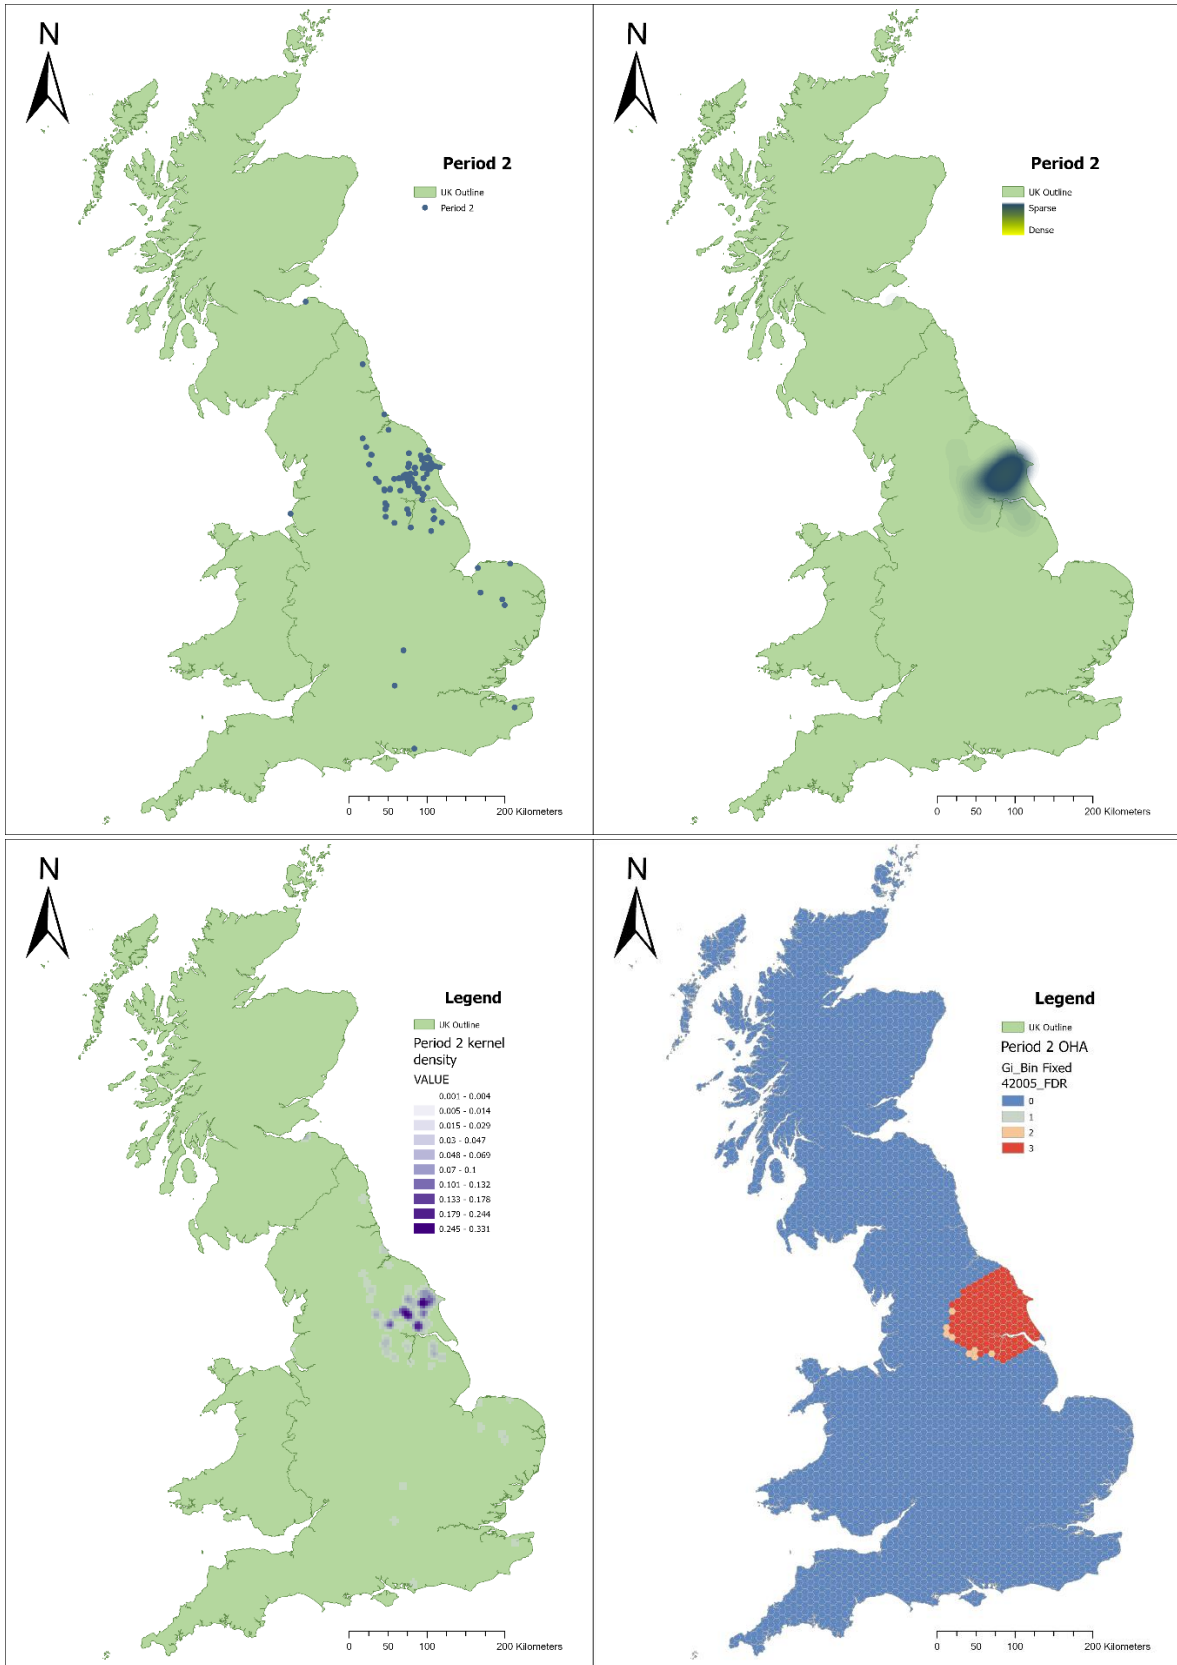 N
Period 2
UK Outline
Period 2
0 50 100 200 Kilometers
N
Period 2
UK Outline
Sparse
Dense
0 50 100 200 Kilometers
N
Legend
UK Outline
Period 2 kernel
density
VALUE
0.001 - 0.004
0.005 - 0.014
0.015 - 0.029
0.03 - 0.047
0.048 - 0.069
0.07 - 0.1
0.101 - 0.132
0.133 - 0.178
0.179 - 0.244
0.245 - 0.331
0 50 100 200 Kilometers
N
Legend
UK Outline
Period 2 OHA
Gi_Bin Fixed
42005_FDR
0
1
2
3
0 50 100 200 Kilometers